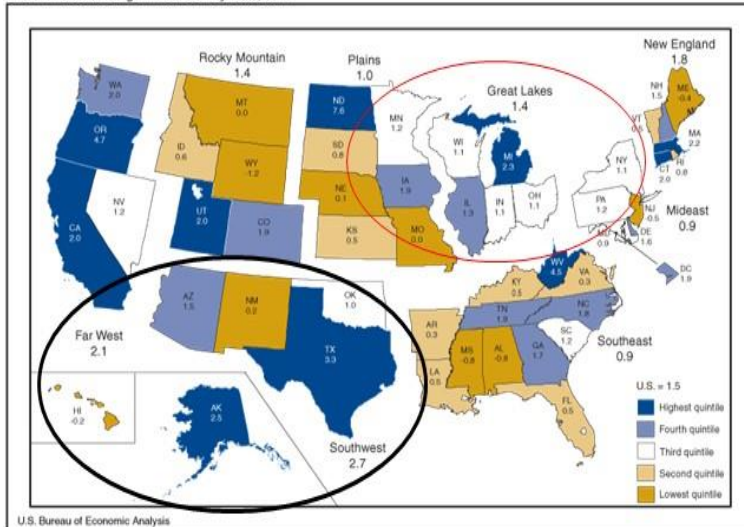 Rocky Mountain
1.4
Plains
1.0
Great Lakes
1.4
New England
1.8
WA
2.0
OR
4.7
CA
2.0
NV
1.2
ID
0.6
MT
0.0
WY
-1.2
UT
2.0
CO
1.9
ND
7.6
SD
0.8
NE
0.1
KS
0.5
MN
1.2
IA
1.9
MO
0.0
WI
1.1
IL
1.3
MI
2.3
IN
1.1
OH
1.1
NY
1.1
PA
1.2
NH
1.5
VT
0.5
ME
-0.4
MA
2.2
RI
0.8
CT
2.0
NJ
-0.5
Mideast
0.9
DE
1.6
MD
0.9
DC
1.9
WV
4.5
VA
0.3
KY
0.5
TN
1.9
NC
1.8
SC
1.2
Southeast
0.9
AR
0.3
LA
0.5
MS
-0.8
AL
-0.8
GA
1.7
FL
0.5
AZ
1.5
NM
0.2
OK
1.0
TX
3.3
Far West
2.1
HI
-0.2
AK
2.5
Southwest
2.7
U.S. = 1.5
Highest quintile
Fourth quintile
Third quintile
Second quintile
Lowest quintile
U.S. Bureau of Economic Analysis